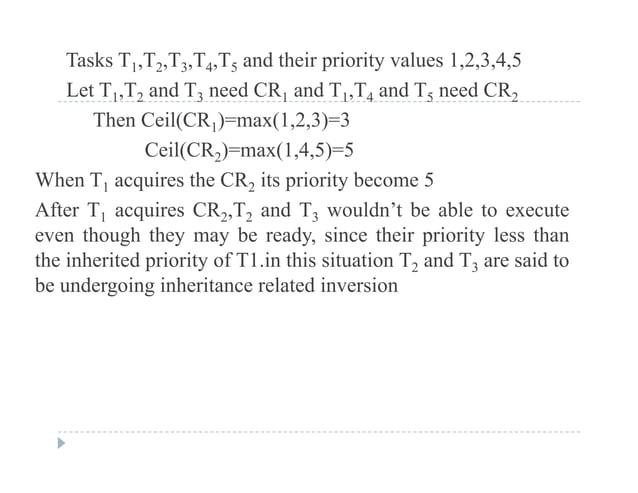 Tasks T₁,T₂,T₃,T₄,T₅ and their priority values 1,2,3,4,5
Let T₁,T₂ and T₃ need CR₁ and T₁,T₄ and T₅ need CR₂
Then Ceil(CR₁)=max(1,2,3)=3
Ceil(CR₂)=max(1,4,5)=5
When T₁ acquires the CR₂ its priority become 5
After T₁ acquires CR₂,T₂ and T₃ wouldn’t be able to execute
even though they may be ready, since their priority less than
the inherited priority of T1.in this situation T₂ and T₃ are said to
be undergoing inheritance related inversion